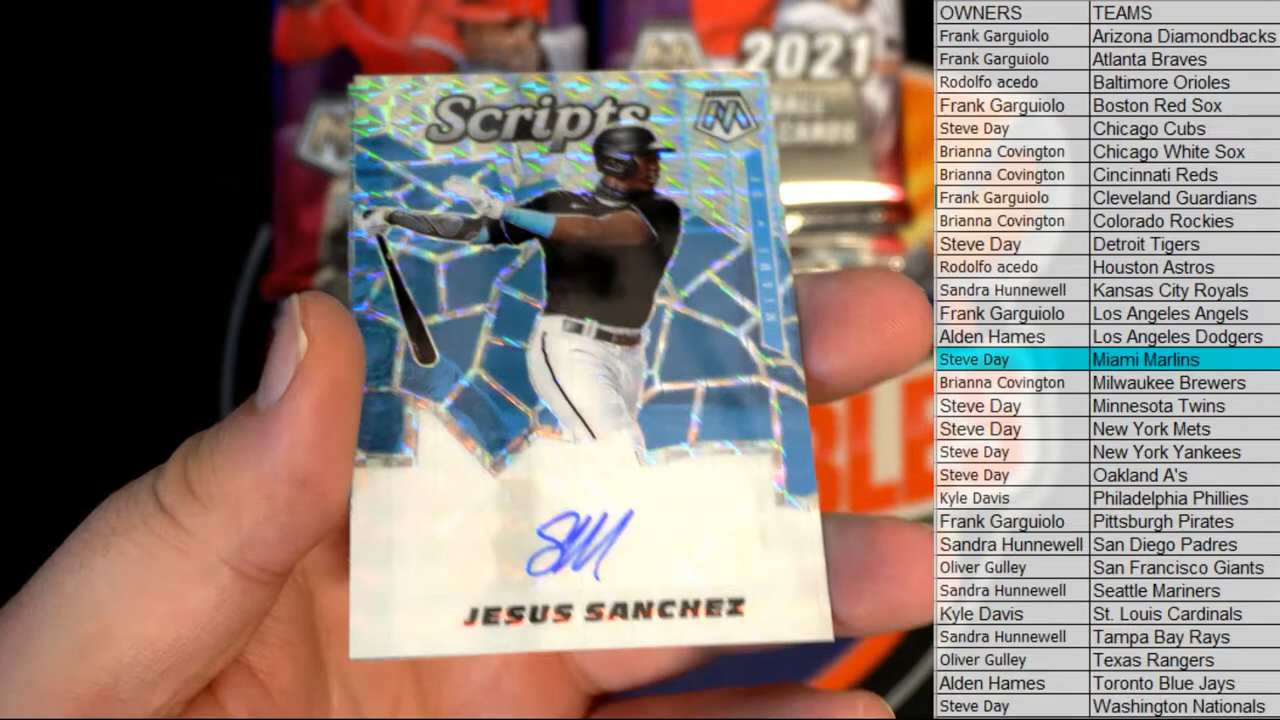 2021
Scripts
MIAMI
SM
JESUS SANCHEZ
OWNERS TEAMS
Frank Garguiolo Arizona Diamondbacks
Frank Garguiolo Atlanta Braves
Rodolfo acedo Baltimore Orioles
Frank Garguiolo Boston Red Sox
Steve Day Chicago Cubs
Brianna Covington Chicago White Sox
Brianna Covington Cincinnati Reds
Frank Garguiolo Cleveland Guardians
Brianna Covington Colorado Rockies
Steve Day Detroit Tigers
Rodolfo acedo Houston Astros
Sandra Hunnewell Kansas City Royals
Frank Garguiolo Los Angeles Angels
Alden Hames Los Angeles Dodgers
Steve Day Miami Marlins
Brianna Covington Milwaukee Brewers
Steve Day Minnesota Twins
Steve Day New York Mets
Steve Day New York Yankees
Steve Day Oakland A's
Kyle Davis Philadelphia Phillies
Frank Garguiolo Pittsburgh Pirates
Sandra Hunnewell San Diego Padres
Oliver Gulley San Francisco Giants
Sandra Hunnewell Seattle Mariners
Kyle Davis St. Louis Cardinals
Sandra Hunnewell Tampa Bay Rays
Oliver Gulley Texas Rangers
Alden Hames Toronto Blue Jays
Steve Day Washington Nationals